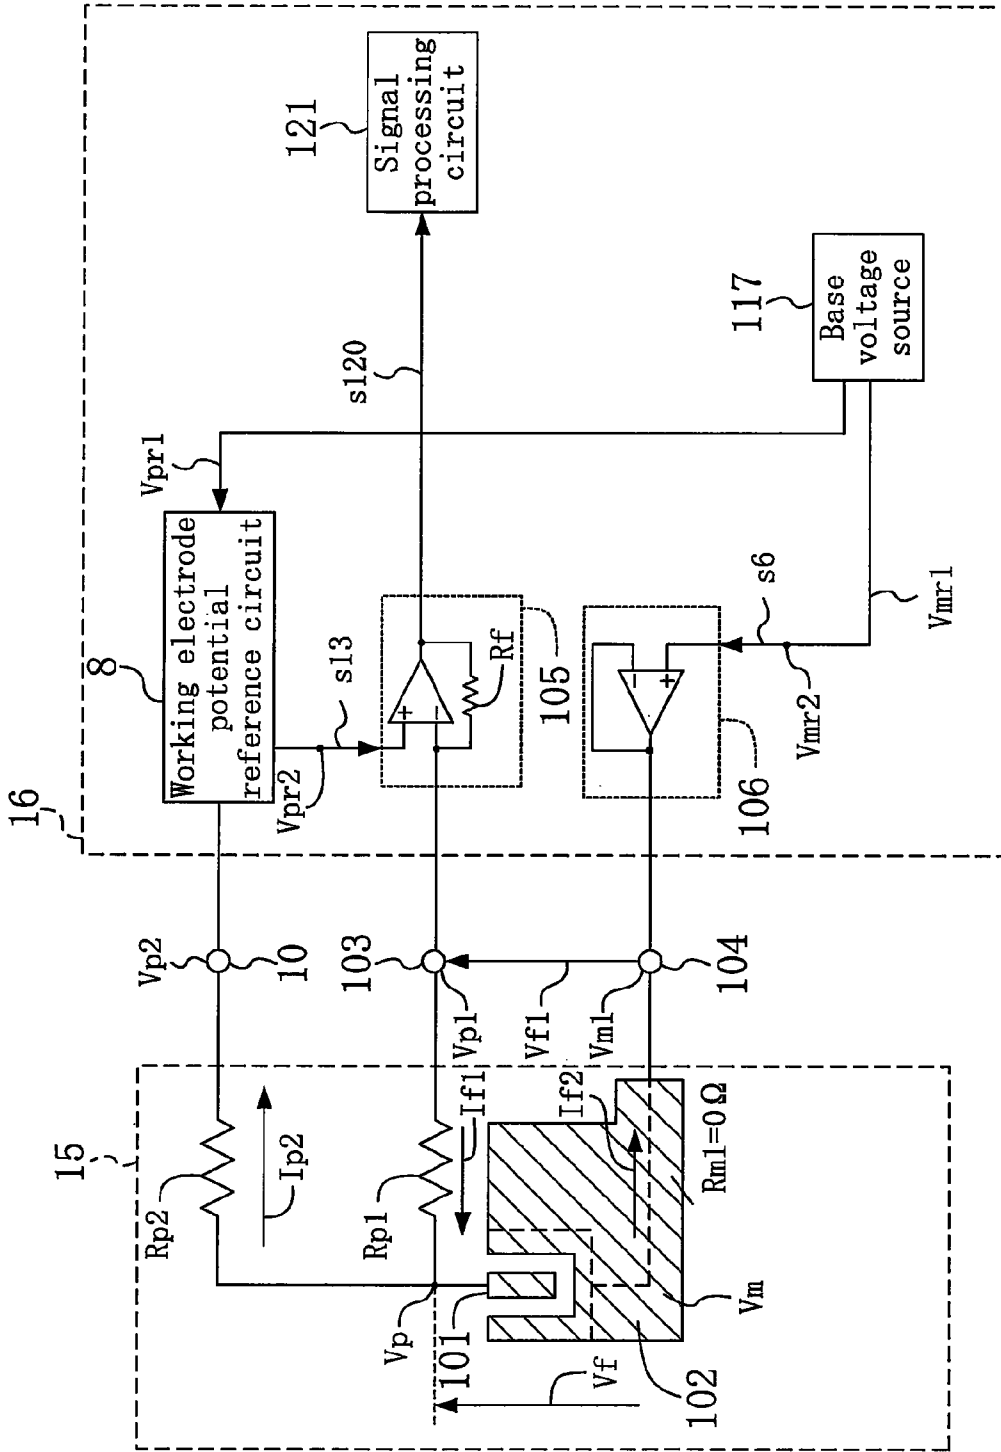 16
8
Working electrode
potential
reference circuit
Vpr1
121
Signal
processing
circuit
s120
Vpr2
s13
Rf
105
117
Base
voltage
source
s6
Vmr1
Vmr2
106
Vp2
10
103
Vp1
Vf1
Vm1
104
15
Rp2
Ip2
Rp1
If1
If2
Rm1=0Ω
Vp
101
Vm
102
Vf